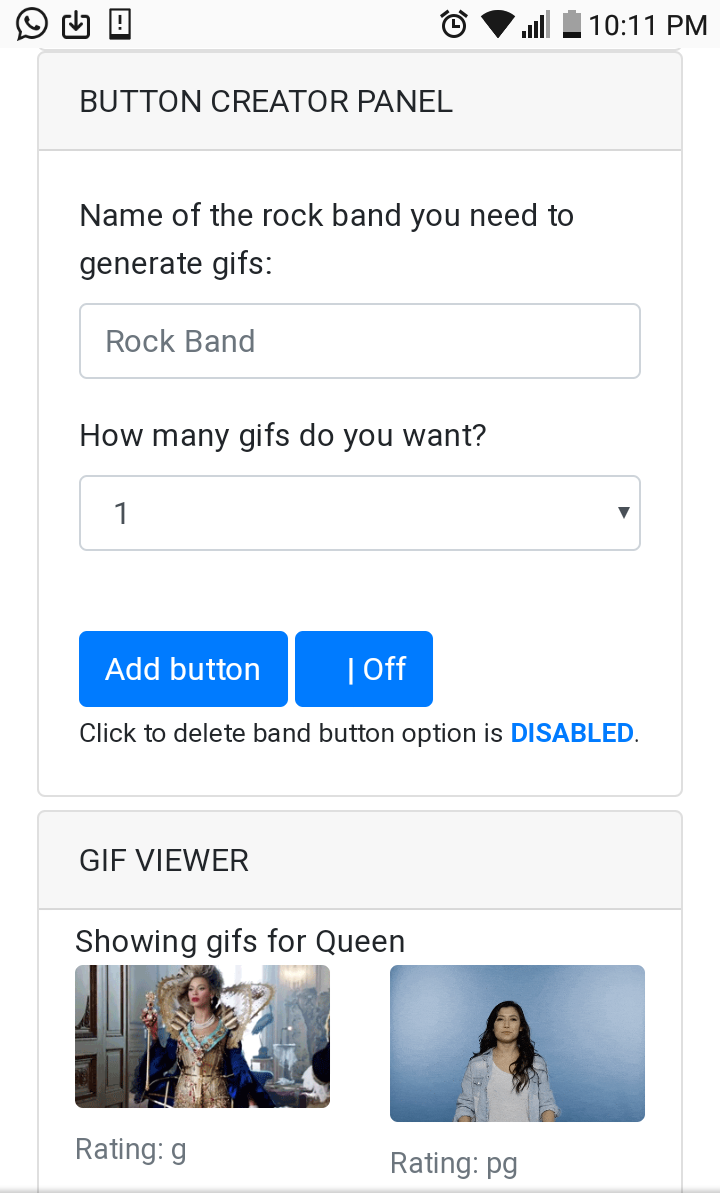 10:11 PM
BUTTON CREATOR PANEL
Name of the rock band you need to
generate gifs:
Rock Band
How many gifs do you want?
1
Add button | Off
Click to delete band button option is DISABLED.
GIF VIEWER
Showing gifs for Queen
Rating: g
Rating: pg